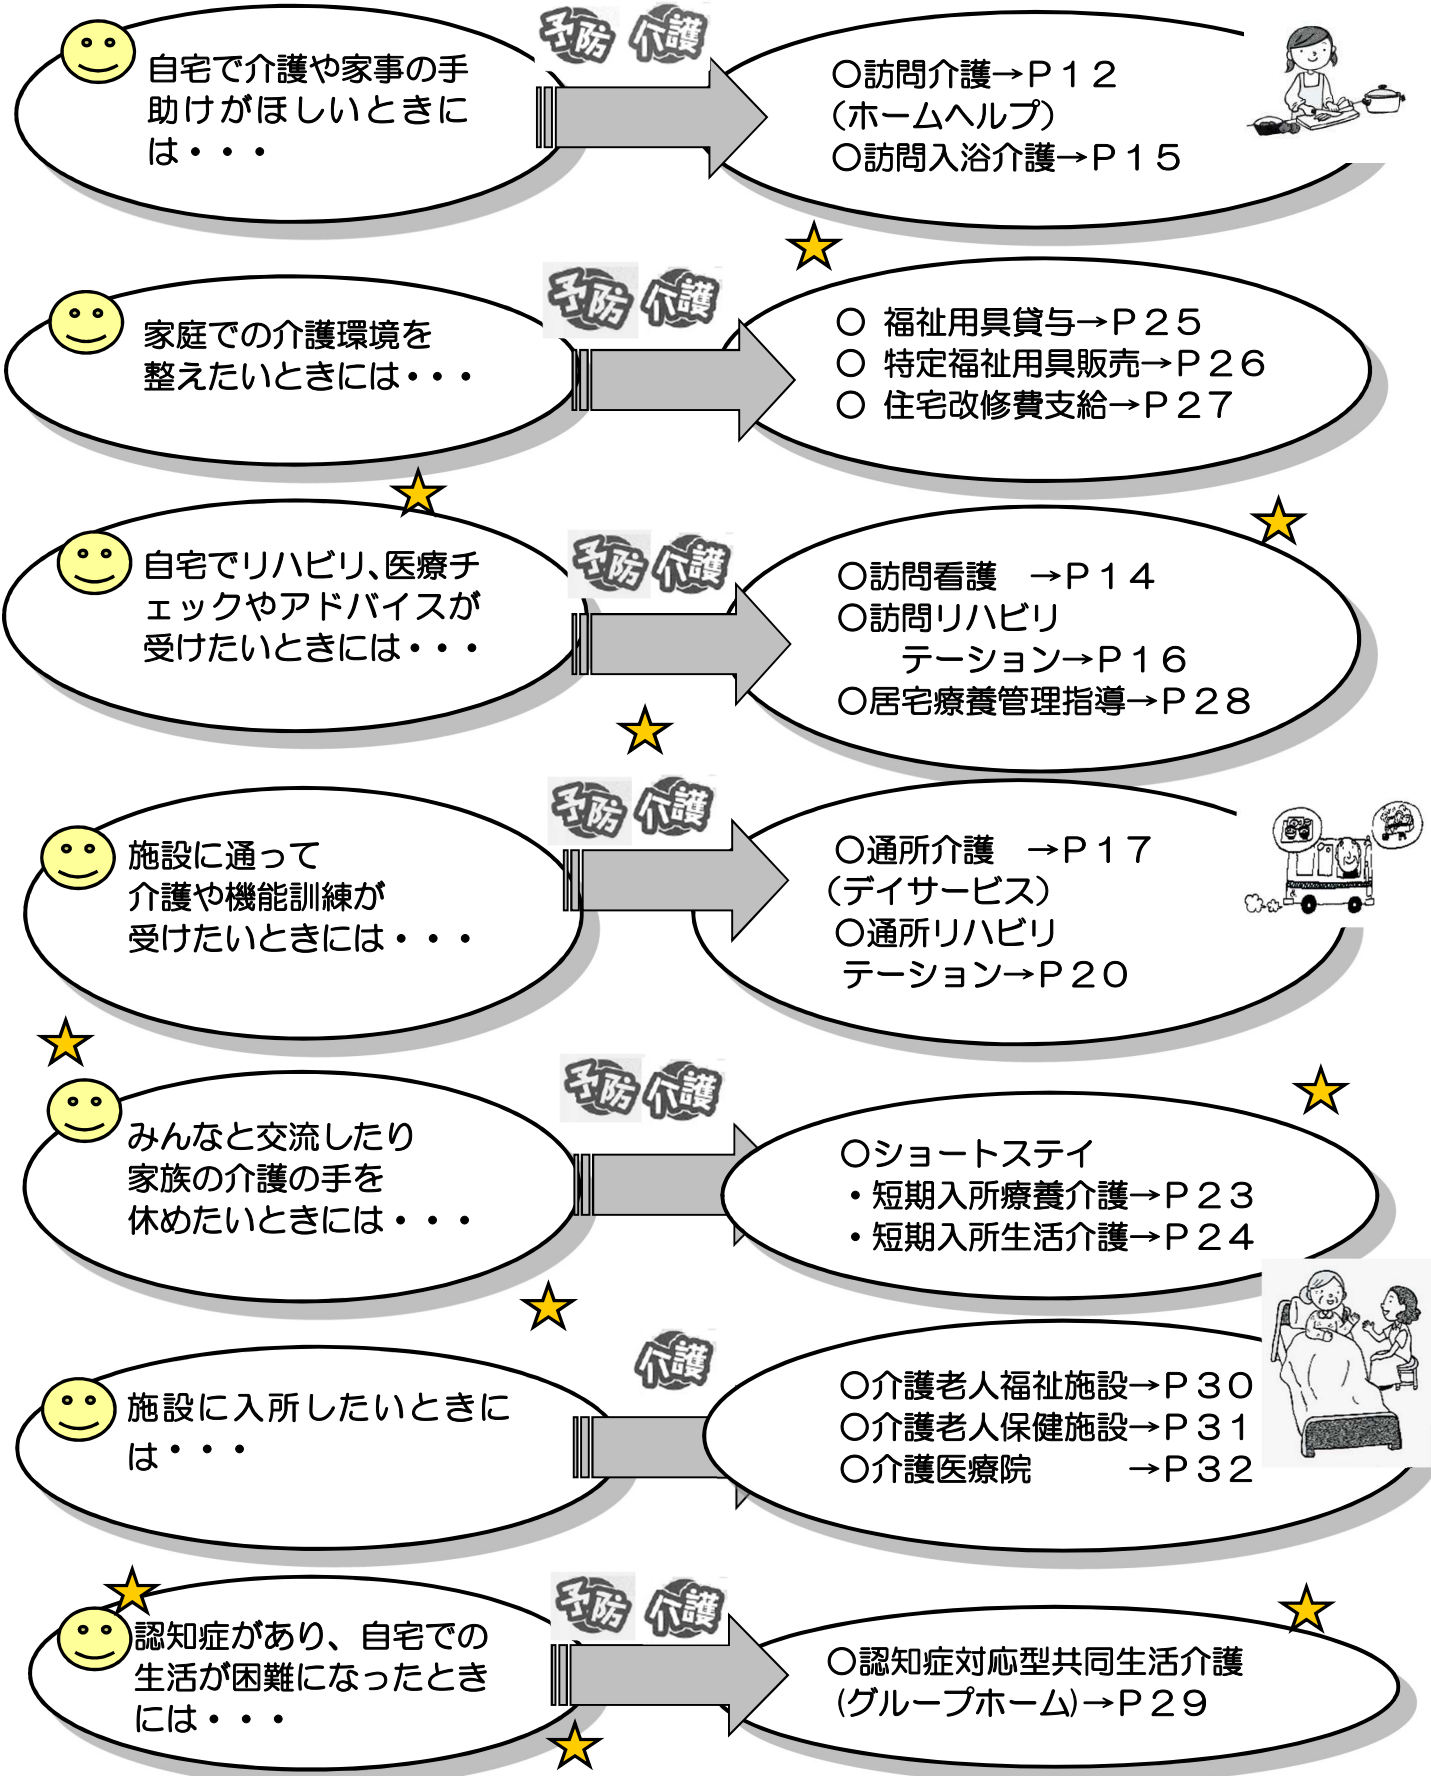 予防 介護
自宅で介護や家事の手
助けがほしいときに
は・・・
○訪問介護→P12
(ホームヘルプ)
○訪問入浴介護→P15
予防 介護
家庭での介護環境を
整えたいときには・・・
○ 福祉用具貸与→P25
○ 特定福祉用具販売→P26
○ 住宅改修費支給→P27
予防 介護
自宅でリハビリ、医療チ
ェックやアドバイスが
受けたいときには・・・
○訪問看護　→P14
○訪問リハビリ
テーション→P16
○居宅療養管理指導→P28
予防 介護
施設に通って
介護や機能訓練が
受けたいときには・・・
○通所介護　→P17
(デイサービス)
○通所リハビリ
テーション→P20
予防 介護
みんなと交流したり
家族の介護の手を
休めたいときには・・・
○ショートステイ
・短期入所療養介護→P23
・短期入所生活介護→P24
介護
施設に入所したいときに
は・・・
○介護老人福祉施設→P30
○介護老人保健施設→P31
○介護医療院　　　→P32
予防 介護
認知症があり、自宅での
生活が困難になったとき
には・・・
○認知症対応型共同生活介護
(グループホーム)→P29